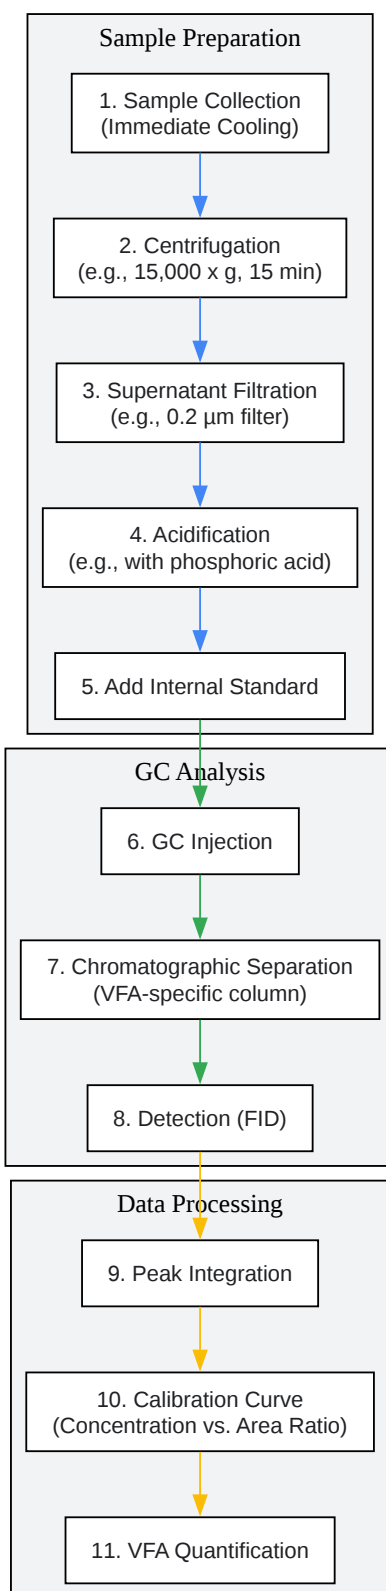 Sample Preparation
1. Sample Collection
(Immediate Cooling)
2. Centrifugation
(e.g., 15,000 x g, 15 min)
3. Supernatant Filtration
(e.g., 0.2 µm filter)
4. Acidification
(e.g., with phosphoric acid)
5. Add Internal Standard
GC Analysis
6. GC Injection
7. Chromatographic Separation
(VFA-specific column)
8. Detection (FID)
Data Processing
9. Peak Integration
10. Calibration Curve
(Concentration vs. Area Ratio)
11. VFA Quantification